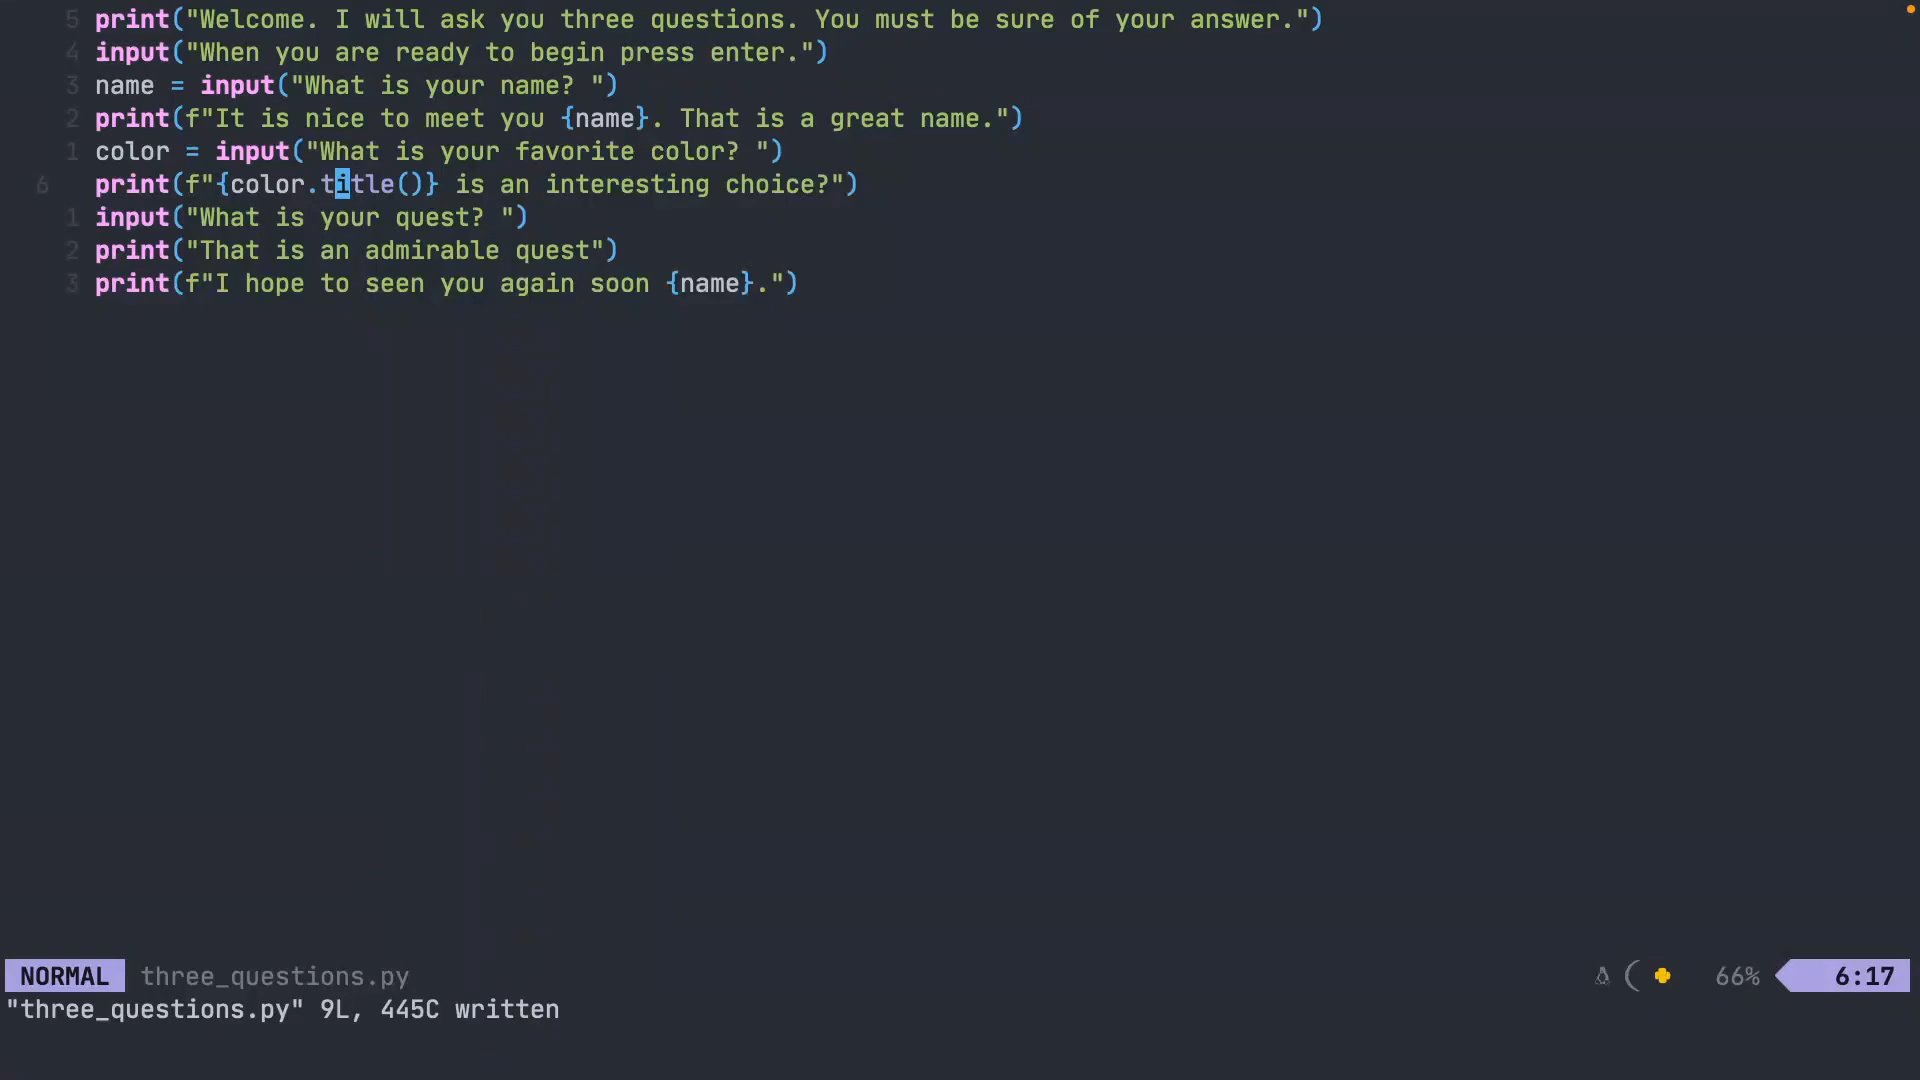 5 print("Welcome. I will ask you three questions. You must be sure of your answer.")
4 input("When you are ready to begin press enter.")
3 name = input("What is your name? ")
2 print(f"It is nice to meet you {name}. That is a great name.")
1 color = input("What is your favorite color? ")
6 print(f"{color.title()} is an interesting choice?")
1 input("What is your quest? ")
2 print("That is an admirable quest")
3 print(f"I hope to seen you again soon {name}.")
NORMAL three_questions.py 66% 6:17
"three_questions.py" 9L, 445C written